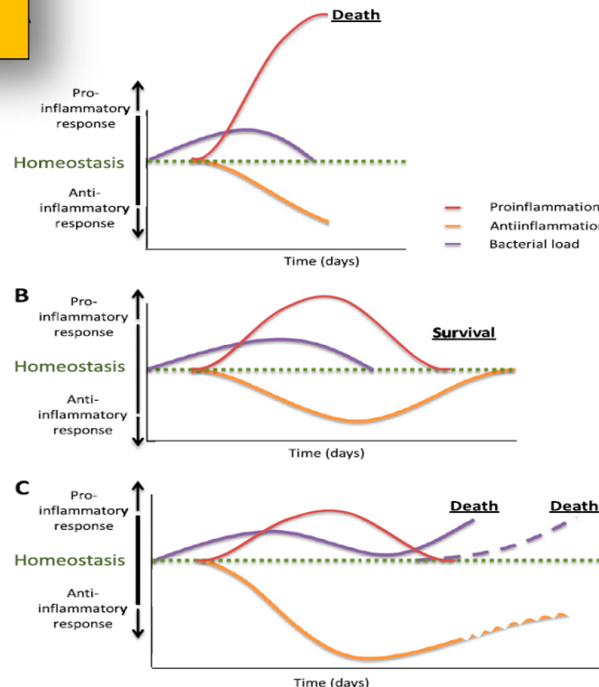 Death
Pro-
inflammatory
response
Homeostasis
Anti-
inflammatory
response
Proinflammation
Antiinflammation
Bacterial load
Time (days)
B
Pro-
inflammatory
response
Survival
Homeostasis
Anti-
inflammatory
response
Time (days)
C
Pro-
inflammatory
response
Death
Death
Homeostasis
Anti-
inflammatory
response
Time (days)